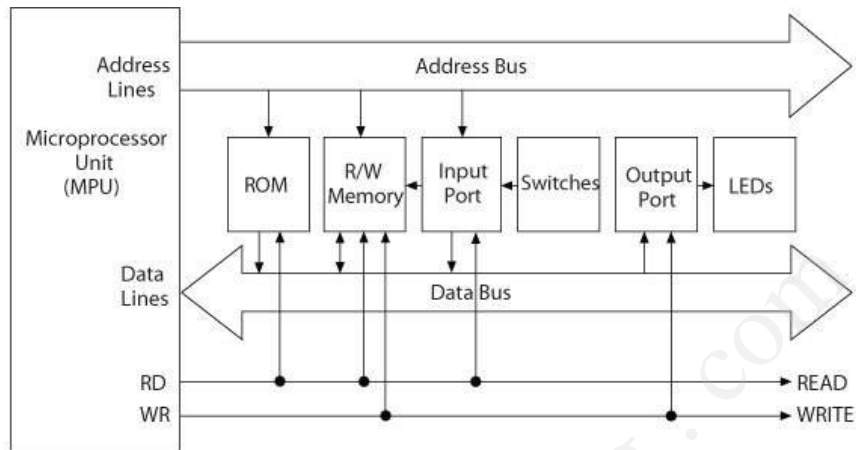 Address
Lines
Address Bus
Microprocessor
Unit
(MPU)
ROM
R/W
Memory
Input
Port
Switches
Output
Port
LEDs
Data
Lines
Data Bus
RD
READ
WR
WRITE